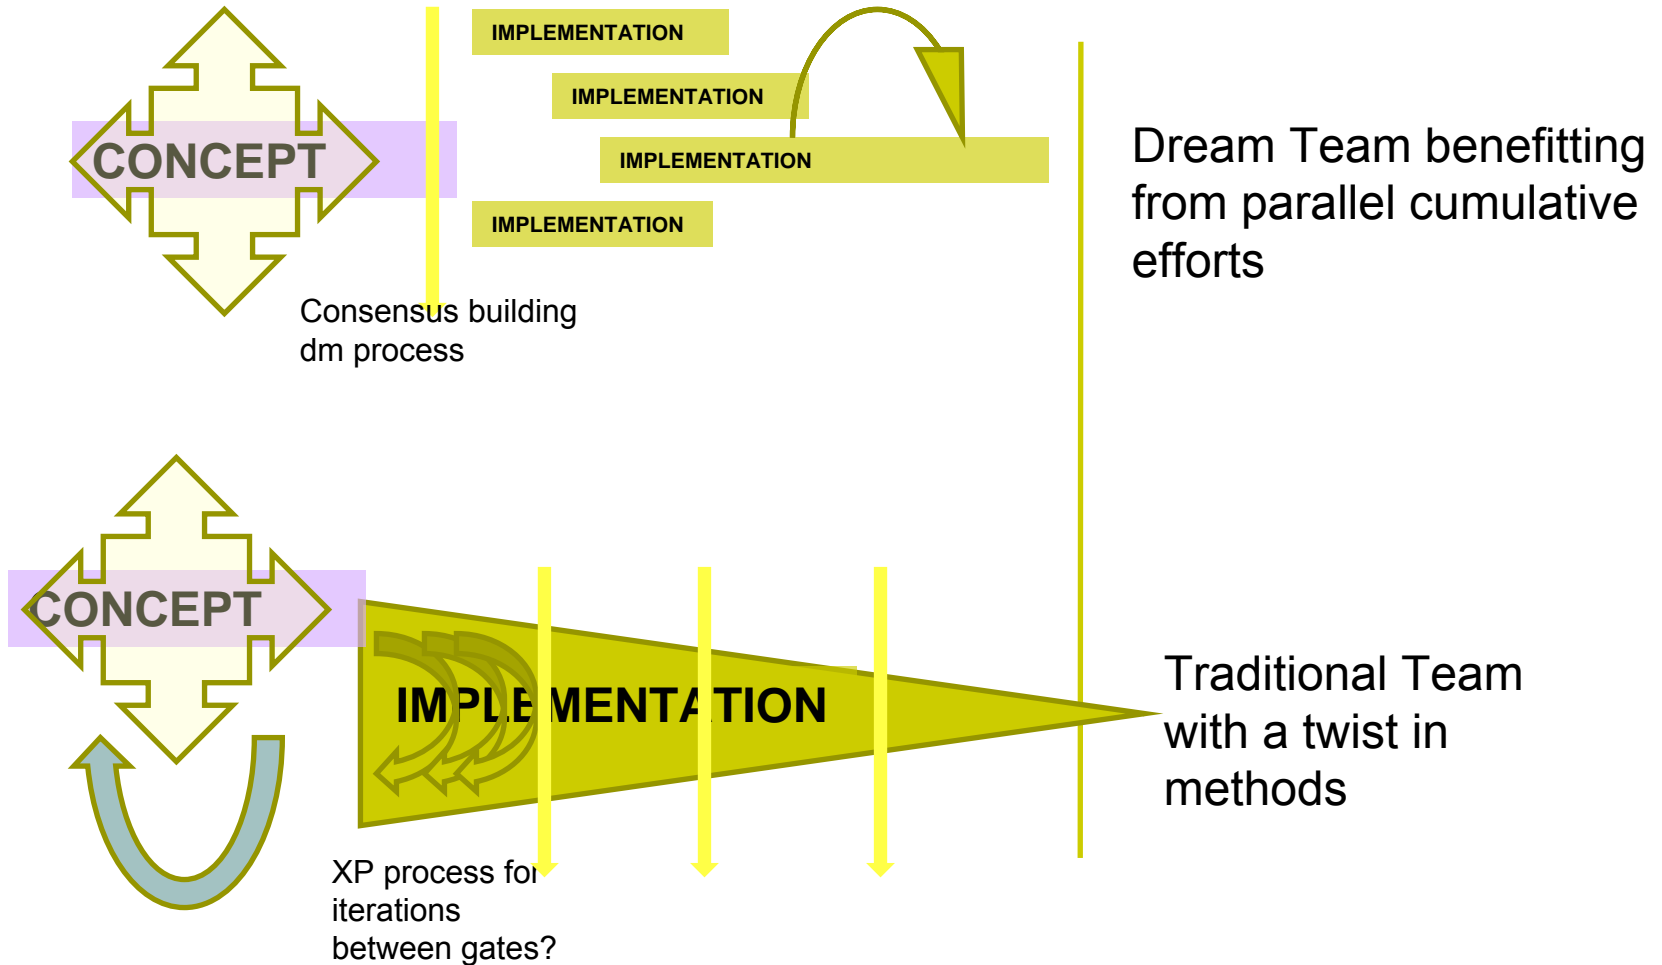 IMPLEMENTATION
IMPLEMENTATION
CONCEPT
IMPLEMENTATION
IMPLEMENTATION
Dream Team benefitting
from parallel cumulative
efforts
Consensus building
dm process
CONCEPT
IMPLEMENTATION
Traditional Team
with a twist in
methods
XP process for
iterations
between gates?